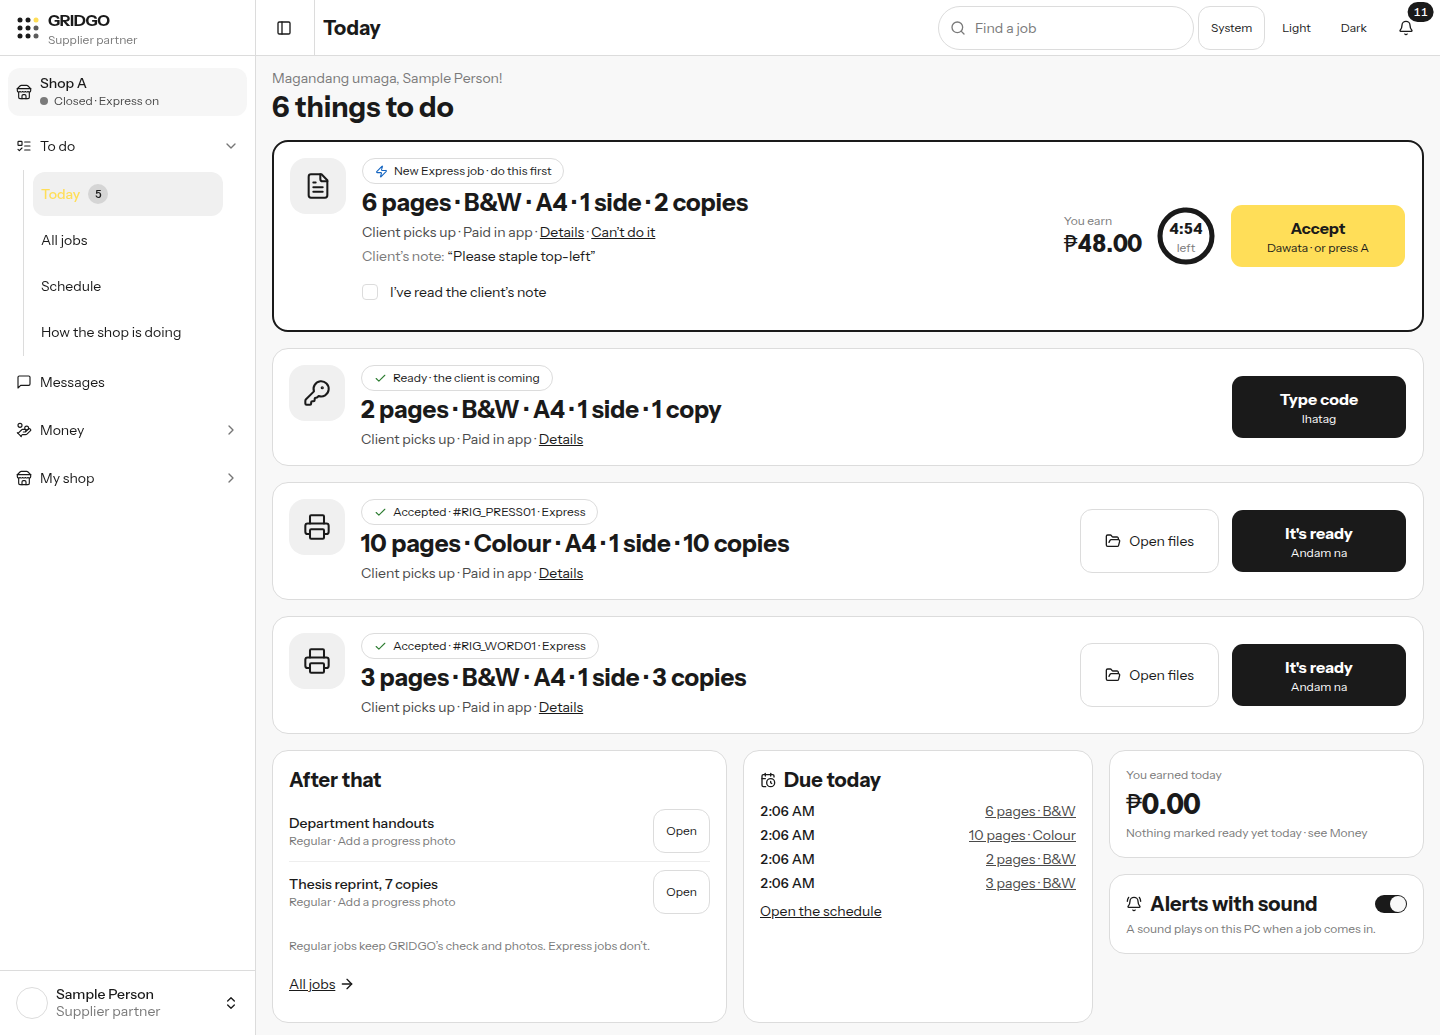 GRIDGO
Supplier partner
Shop A
Closed · Express on
To do
Today 5
All jobs
Schedule
How the shop is doing
Messages
Money
My shop
Sample Person
Supplier partner
Today
Find a job
System
Light
Dark
11
Magandang umaga, Sample Person!
6 things to do
New Express job · do this first
6 pages · B&W · A4 · 1 side · 2 copies
Client picks up · Paid in app · Details · Can't do it
Client's note: “Please staple top-left”
I've read the client's note
You earn
₱48.00
4:54
left
Accept
Dawata · or press A
Ready · the client is coming
2 pages · B&W · A4 · 1 side · 1 copy
Client picks up · Paid in app · Details
Type code
Ihatag
Accepted · #RIG_PRESS01 · Express
10 pages · Colour · A4 · 1 side · 10 copies
Client picks up · Paid in app · Details
Open files
It's ready
Andam na
Accepted · #RIG_WORD01 · Express
3 pages · B&W · A4 · 1 side · 3 copies
Client picks up · Paid in app · Details
Open files
It's ready
Andam na
After that
Department handouts
Regular · Add a progress photo
Open
Thesis reprint, 7 copies
Regular · Add a progress photo
Open
Regular jobs keep GRIDGO's check and photos. Express jobs don't.
All jobs →
Due today
2:06 AM 6 pages · B&W
2:06 AM 10 pages · Colour
2:06 AM 2 pages · B&W
2:06 AM 3 pages · B&W
Open the schedule
You earned today
₱0.00
Nothing marked ready yet today · see Money
Alerts with sound
A sound plays on this PC when a job comes in.